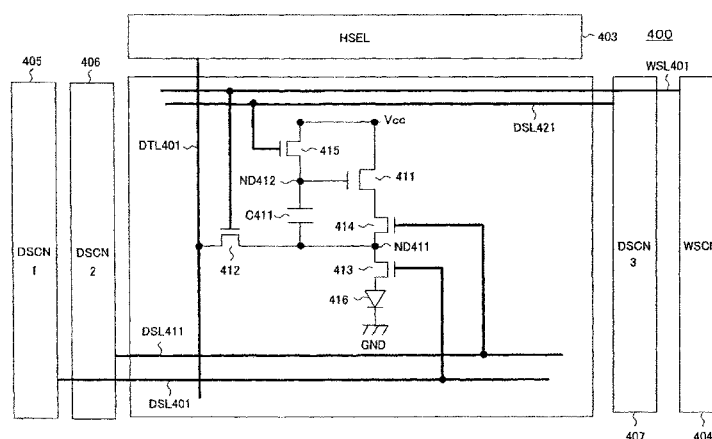 HSEL
403
400
405
406
WSL401
DTL401
Vcc
DSL421
415
ND412
411
C411
414
412
ND411
413
416
GND
DSCN
1
DSCN
2
DSCN
3
WSCN
DSL411
DSL401
407
404